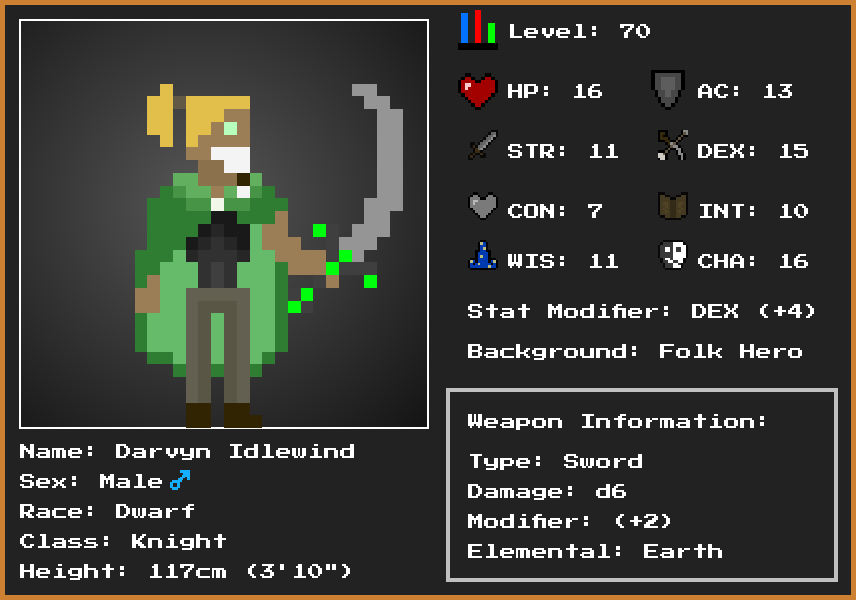 Level: 70
HP: 16
AC: 13
STR: 11
DEX: 15
CON: 7
INT: 10
WIS: 11
CHA: 16
Stat Modifier: DEX (+4)
Background: Folk Hero
Weapon Information:
Type: Sword
Damage: d6
Modifier: (+2)
Elemental: Earth
Name: Darvyn Idlewind
Sex: Male♂
Race: Dwarf
Class: Knight
Height: 117cm (3'10")